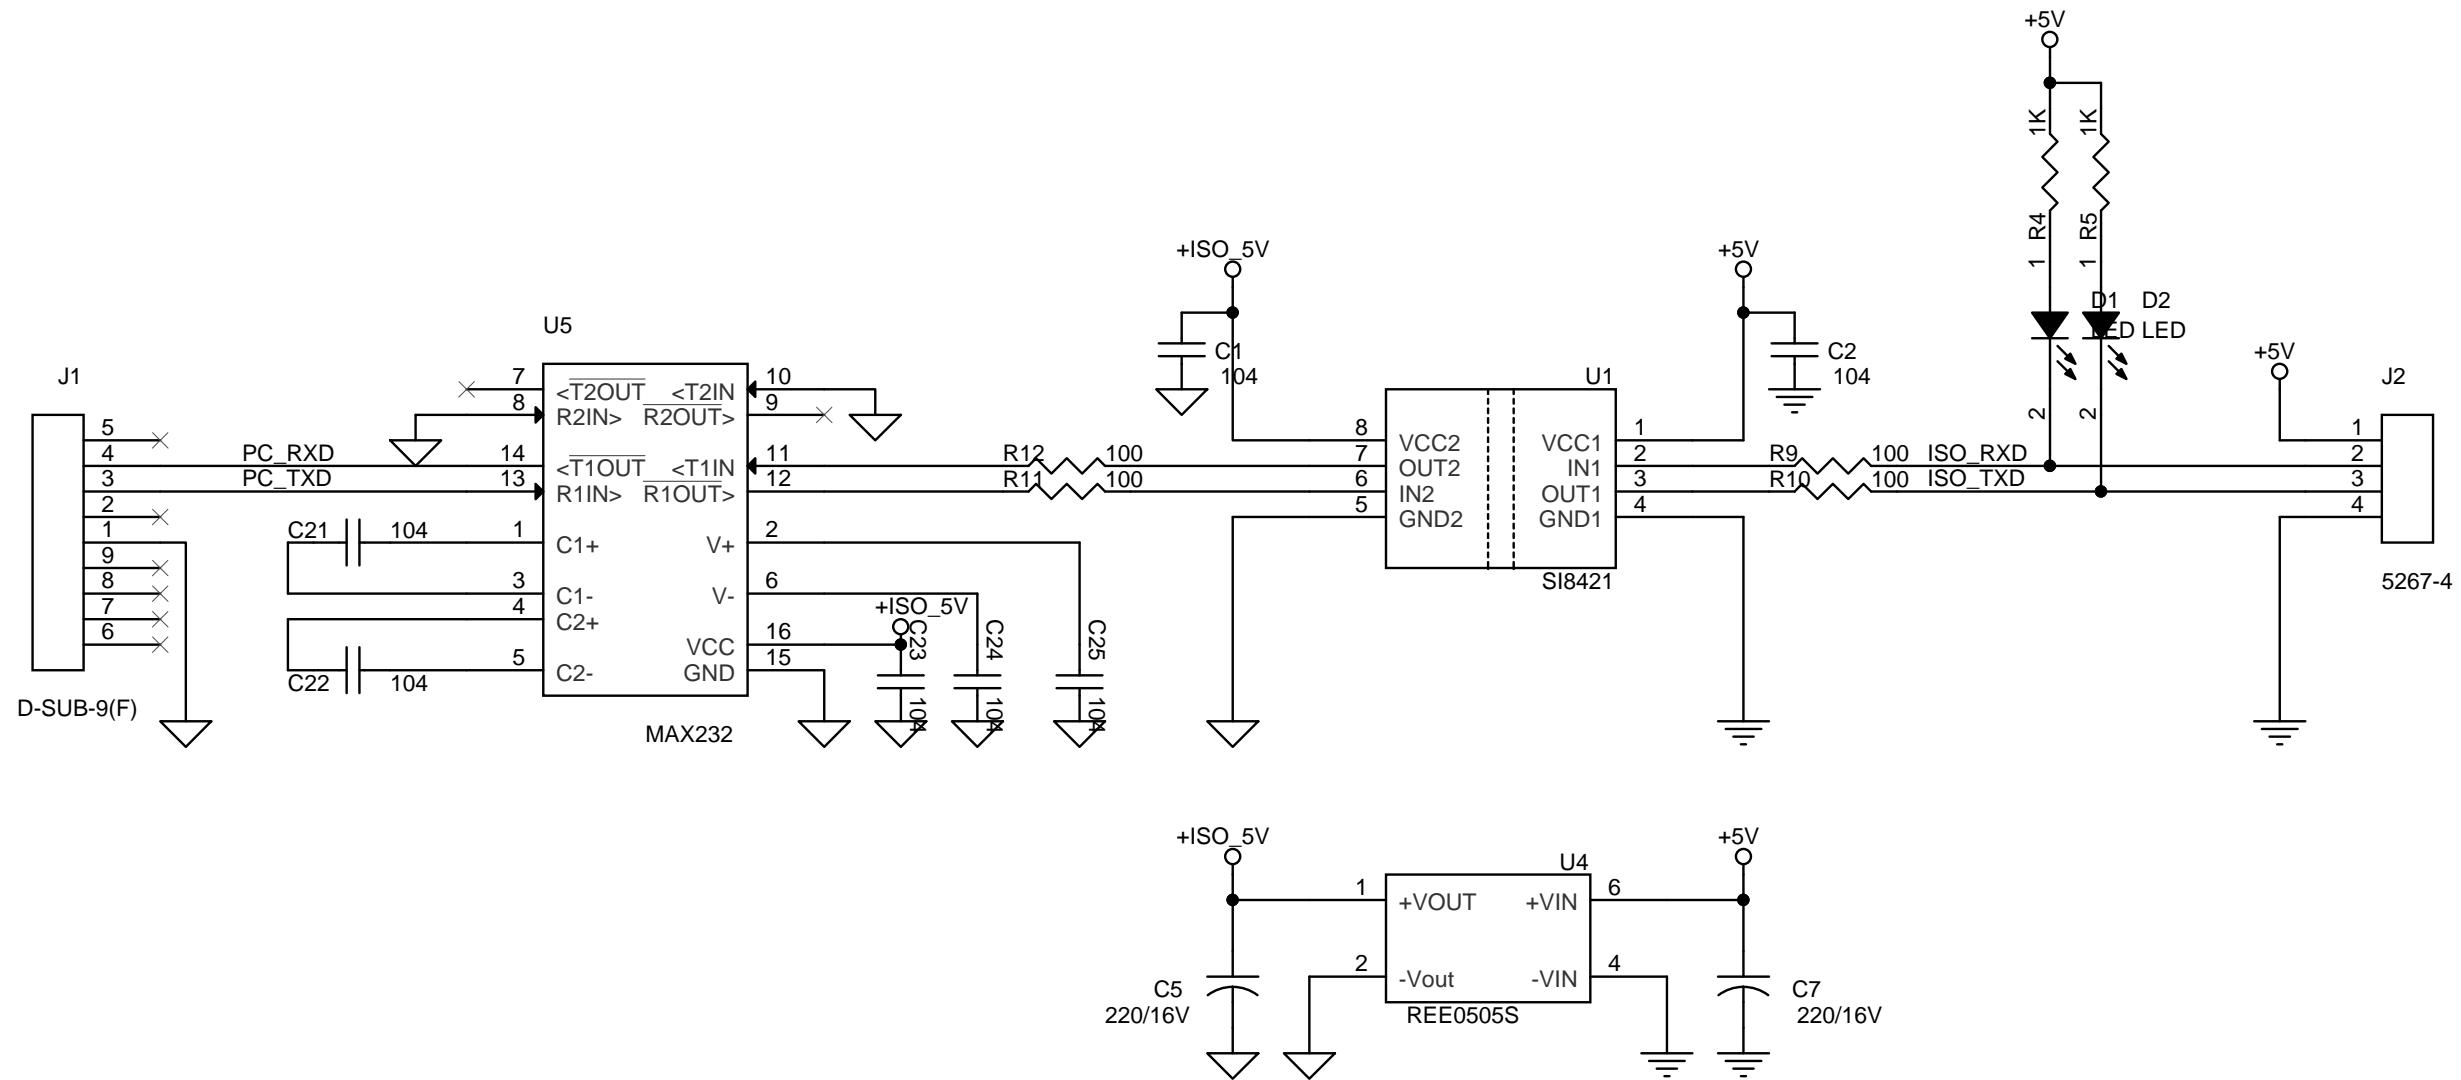 +5V
1K 1K
R4 R5
1 1
D1 D2
LED LED
2 2
+ISO_5V
C1
104
+5V
C2
104
+5V
J2
1
2
3
4
5267-4
J1
5
4
3
2
1
9
8
7
6
D-SUB-9(F)
PC_RXD
PC_TXD
U5
7 <T2OUT <T2IN 10
8 R2IN> R2OUT> 9
14 <T1OUT <T1IN 11
13 R1IN> R1OUT> 12
1 C1+ V+ 2
3 C1- V- 6
4 C2+
VCC 16
5 C2- GND 15
MAX232
C21 104
C22 104
+ISO_5V
C23 C24 C25
104 104 104
R12 100
R11 100
U1
8 VCC2 VCC1 1
7 OUT2 IN1 2
6 IN2 OUT1 3
5 GND2 GND1 4
SI8421
R9 100 ISO_RXD
R10 100 ISO_TXD
+ISO_5V
+5V
U4
1 +VOUT +VIN 6
2 -Vout -VIN 4
REE0505S
C5
220/16V
C7
220/16V